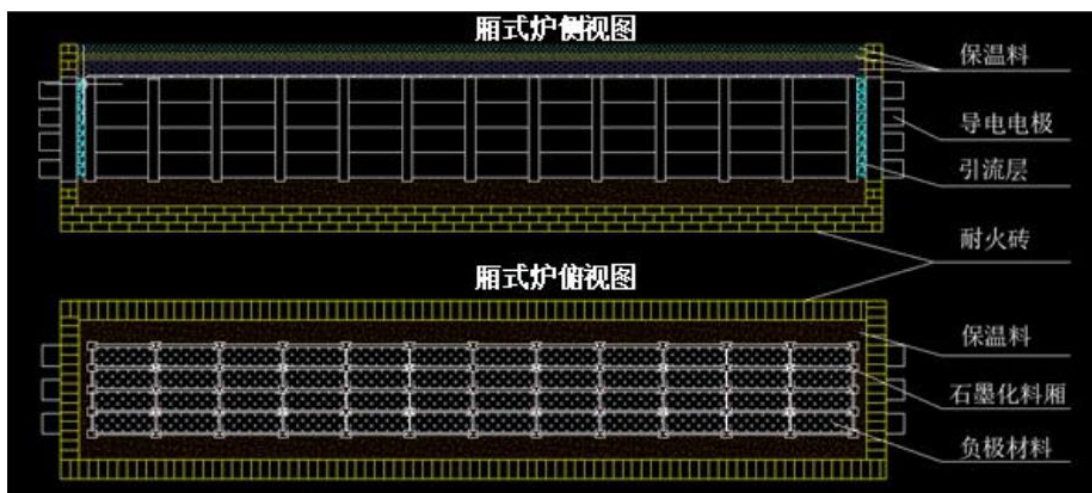 厢式炉侧视图
保温料
导电电极
引流层
耐火砖
厢式炉俯视图
保温料
石墨化料厢
负极材料